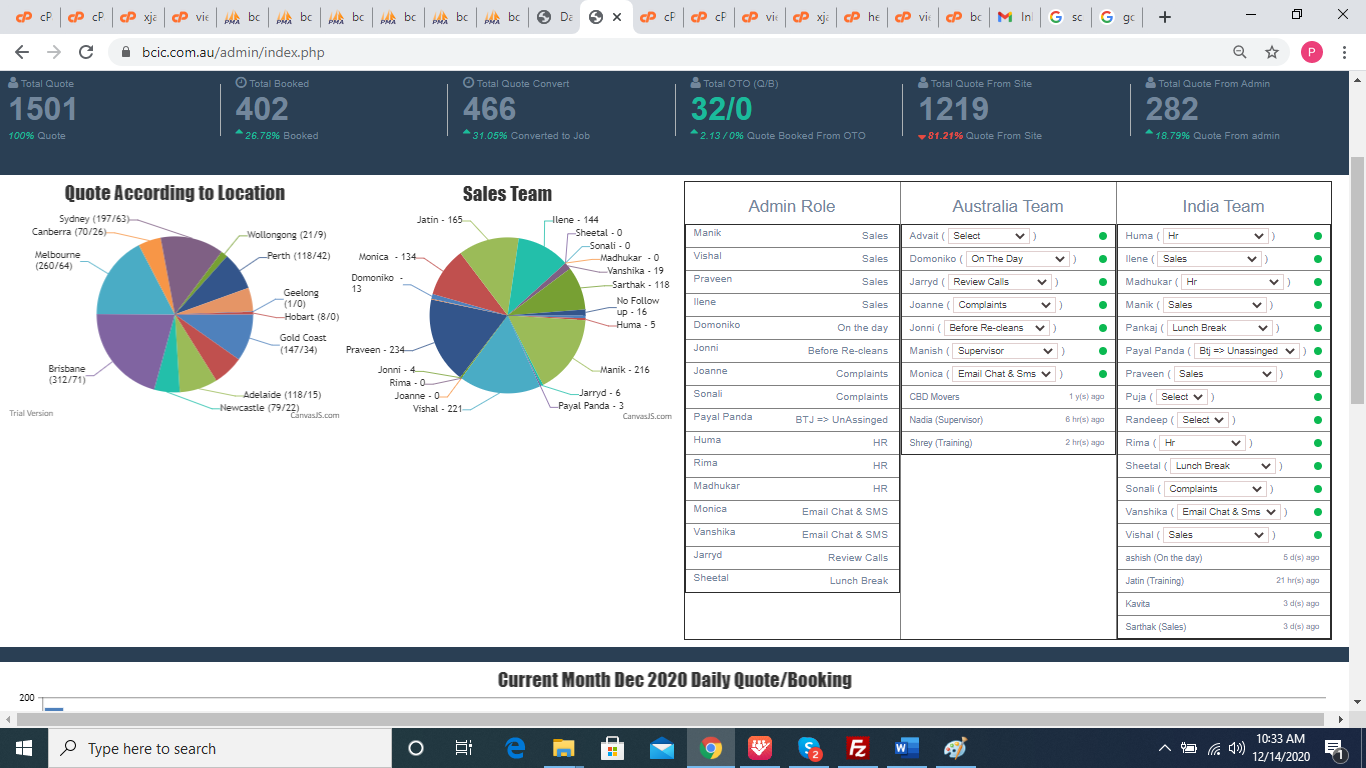 cP
cP
xja
vie
bc
bc
bc
bc
bc
bc
Da
cP
cP
vie
xja
he
vie
bc
In
sc
gc
bcic.com.au/admin/index.php
P
Total Quote
1501
100% Quote
Total Booked
402
26.78% Booked
Total Quote Convert
466
31.05% Converted to Job
Total OTO (Q/B)
32/0
2.13 / 0% Quote Booked From OTO
Total Quote From Site
1219
81.21% Quote From Site
Total Quote From Admin
282
18.79% Quote From admin
Quote According to Location
Sydney (197/63)
Canberra (70/26)
Melbourne
(260/64)
Brisbane
(312/71)
Wollongong (21/9)
Perth (118/42)
Geelong
(1/0)
Hobart (8/0)
Gold Coast
(147/34)
Adelaide (118/15)
Newcastle (79/22)
Trial Version
CanvasJS.com
Sales Team
Jatin - 165
Monica - 134
Domoniko -
13
Praveen - 234
Jonni - 4
Rima - 0
Joanne - 0
Vishal - 221
Ilene - 144
Sheetal - 0
Sonali - 0
Madhukar - 0
Vanshika - 19
Sarthak - 118
No Follow
up - 16
Huma - 5
Manik - 216
Jarryd - 6
Payal Panda - 3
CanvasJS.com
Admin Role
Manik Sales
Vishal Sales
Praveen Sales
Ilene Sales
Domoniko On the day
Jonni Before Re-cleans
Joanne Complaints
Sonali Complaints
Payal Panda BTJ => UnAssinged
Huma HR
Rima HR
Madhukar HR
Monica Email Chat & SMS
Vanshika Email Chat & SMS
Jarryd Review Calls
Sheetal Lunch Break
Australia Team
Advait ( Select )
Domoniko ( On The Day )
Jarryd ( Review Calls )
Joanne ( Complaints )
Jonni ( Before Re-cleans )
Manish ( Supervisor )
Monica ( Email Chat & Sms )
CBD Movers 1 y(s) ago
Nadia (Supervisor) 6 hr(s) ago
Shrey (Training) 2 hr(s) ago
India Team
Huma ( Hr )
Ilene ( Sales )
Madhukar ( Hr )
Manik ( Sales )
Pankaj ( Lunch Break )
Payal Panda ( Btj => Unassinged )
Praveen ( Sales )
Puja ( Select )
Randeep ( Select )
Rima ( Hr )
Sheetal ( Lunch Break )
Sonali ( Complaints )
Vanshika ( Email Chat & Sms )
Vishal ( Sales )
ashish (On the day) 5 d(s) ago
Jatin (Training) 21 hr(s) ago
Kavita 3 d(s) ago
Sarthak (Sales) 3 d(s) ago
Current Month Dec 2020 Daily Quote/Booking
200
Type here to search
2
10:33 AM
12/14/2020
1